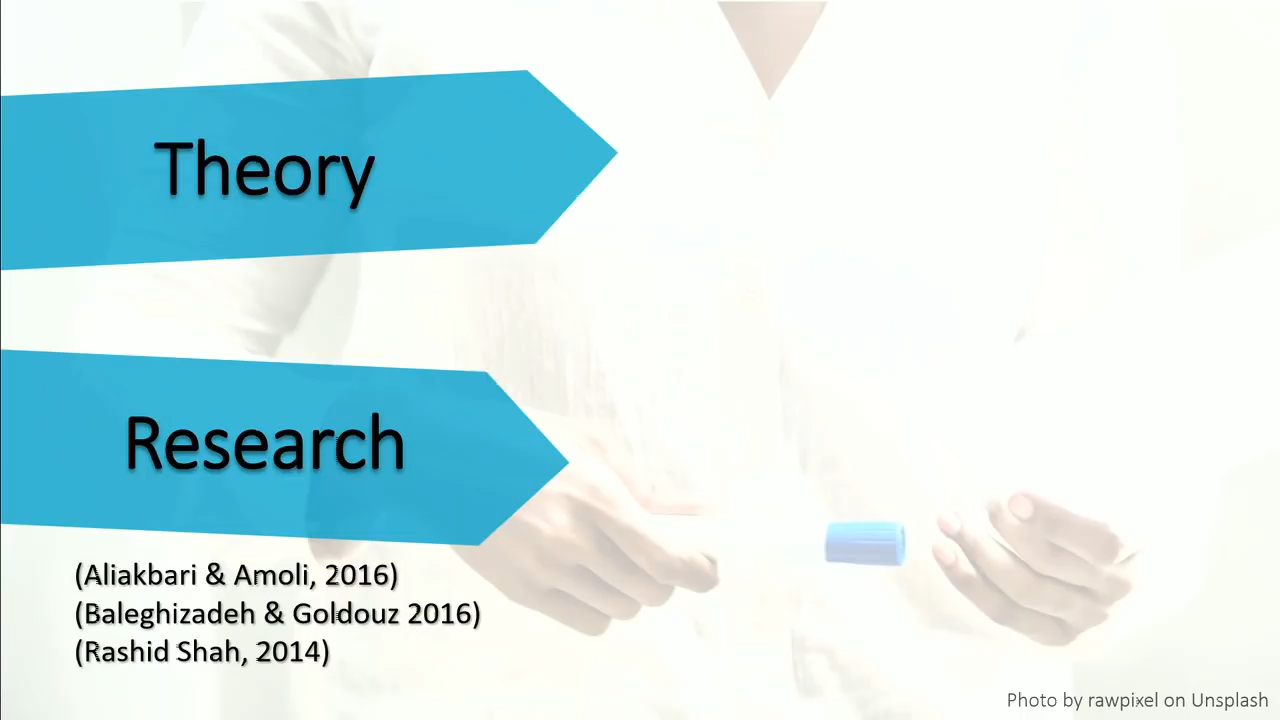 Theory
Research
(Aliakbari & Amoli, 2016)
(Baleghizadeh & Goldouz 2016)
(Rashid Shah, 2014)
Photo by rawpixel on Unsplash